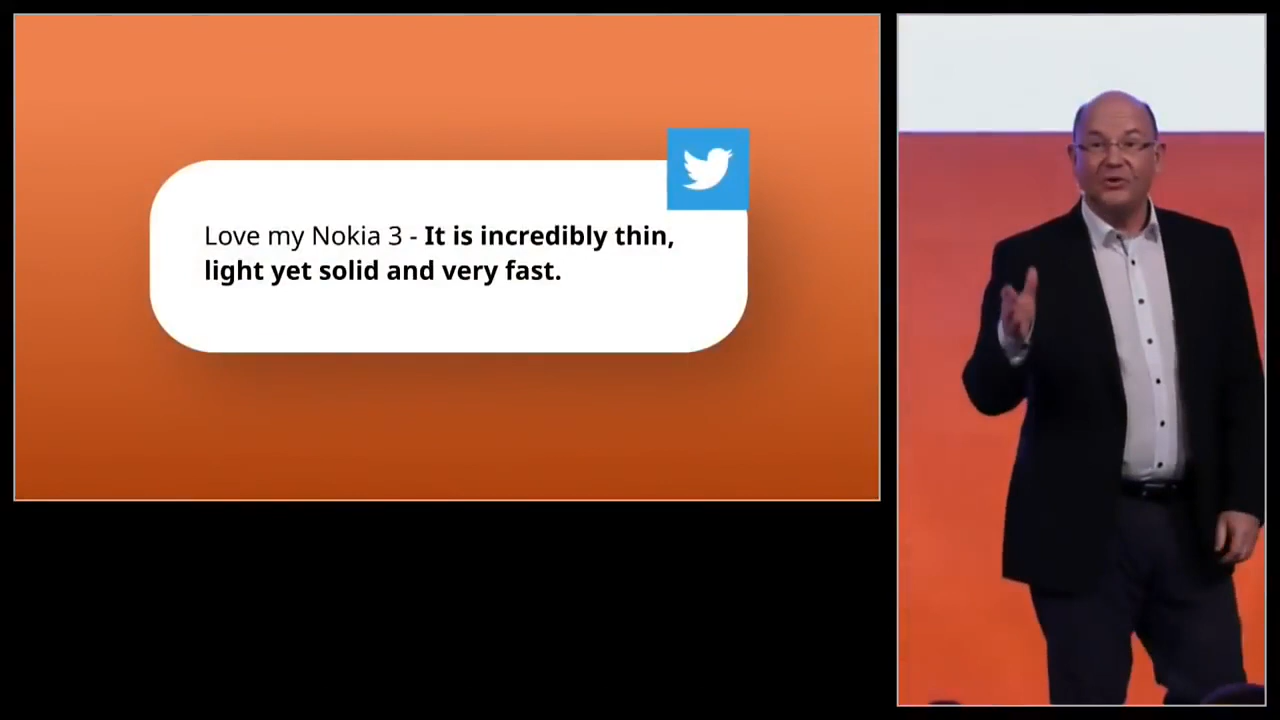 Love my Nokia 3 - It is incredibly thin,
light yet solid and very fast.